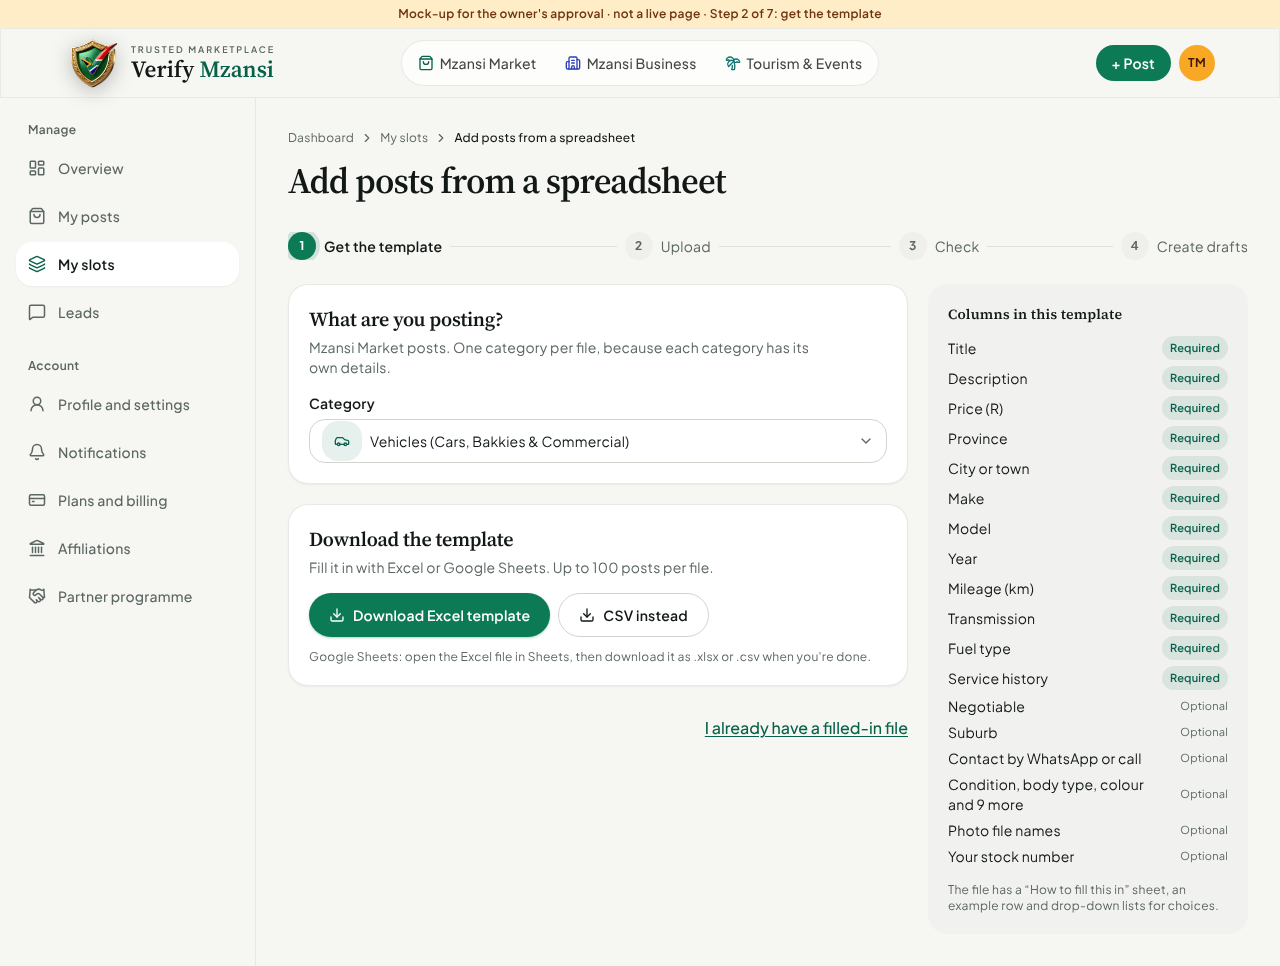 Mock-up for the owner's approval · not a live page · Step 2 of 7: get the template
TRUSTED MARKETPLACE
Verify Mzansi
Mzansi Market
Mzansi Business
Tourism & Events
+ Post
TM
Manage
Overview
My posts
My slots
Leads
Account
Profile and settings
Notifications
Plans and billing
Affiliations
Partner programme
Dashboard > My slots > Add posts from a spreadsheet
Add posts from a spreadsheet
1 Get the template
2 Upload
3 Check
4 Create drafts
What are you posting?
Mzansi Market posts. One category per file, because each category has its
own details.
Category
Vehicles (Cars, Bakkies & Commercial)
Download the template
Fill it in with Excel or Google Sheets. Up to 100 posts per file.
Download Excel template
CSV instead
Google Sheets: open the Excel file in Sheets, then download it as .xlsx or .csv when you're done.
I already have a filled-in file
Columns in this template
Title Required
Description Required
Price (R) Required
Province Required
City or town Required
Make Required
Model Required
Year Required
Mileage (km) Required
Transmission Required
Fuel type Required
Service history Required
Negotiable Optional
Suburb Optional
Contact by WhatsApp or call Optional
Condition, body type, colour
and 9 more Optional
Photo file names Optional
Your stock number Optional
The file has a “How to fill this in” sheet, an
example row and drop-down lists for choices.